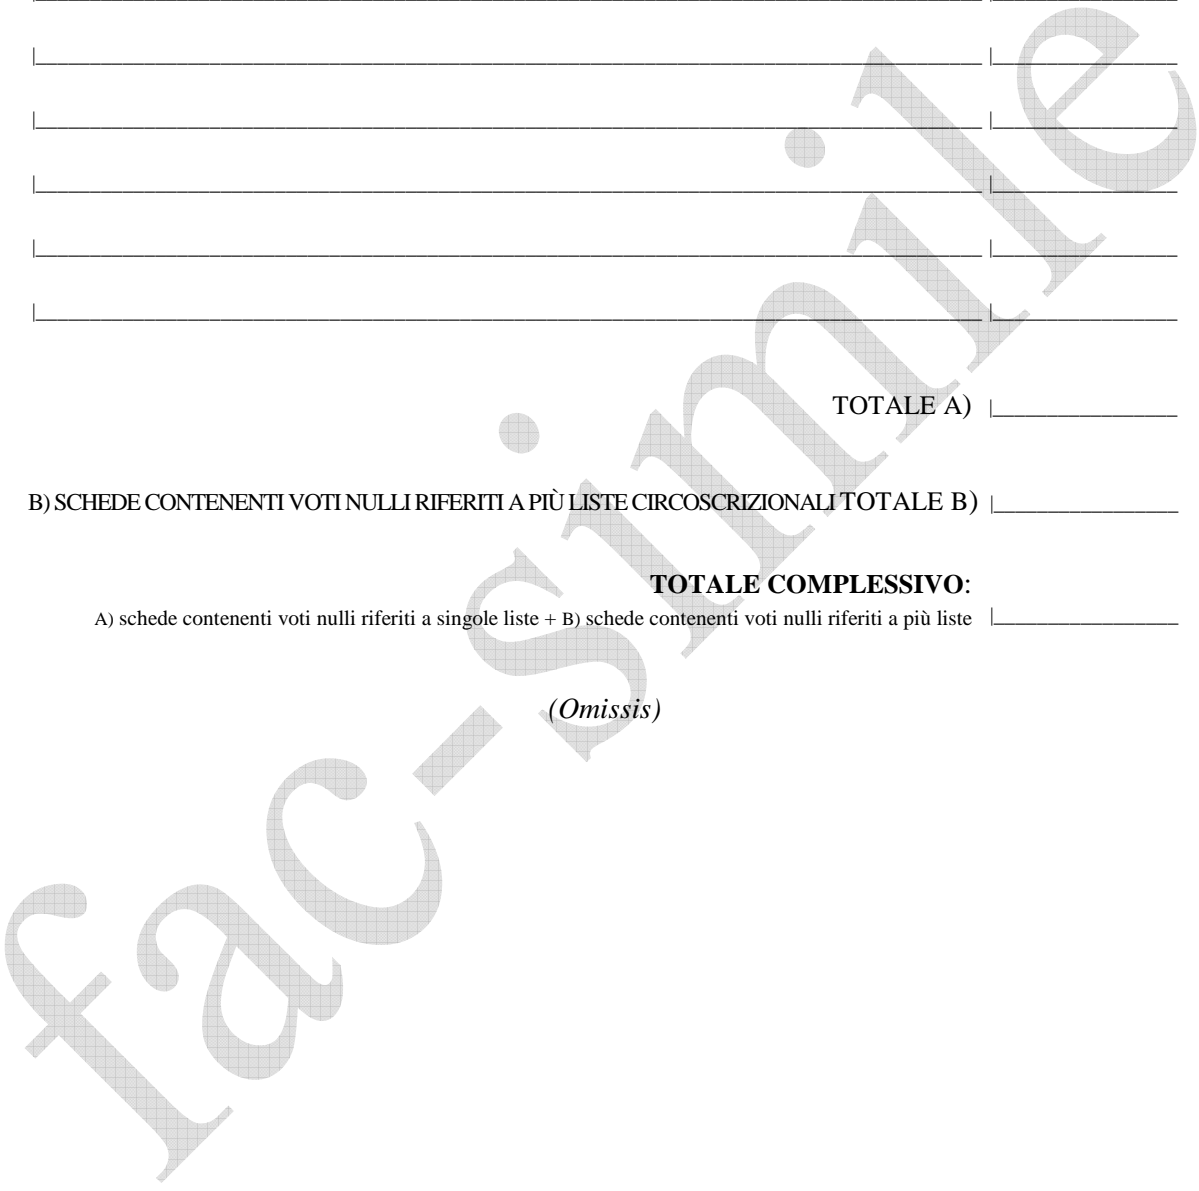 TOTALE A)
B) SCHEDE CONTENENTI VOTI NULLI RIFERITI A PIÙ LISTE CIRCOSCRIZIONALI TOTALE B)
TOTALE COMPLESSIVO:
A) schede contenenti voti nulli riferiti a singole liste + B) schede contenenti voti nulli riferiti a più liste
(Omissis)
fac-simile